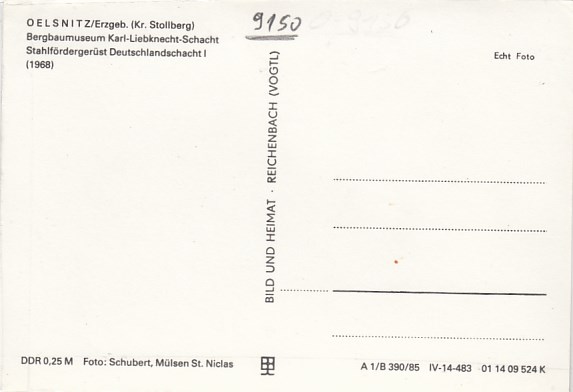 OELSNITZ/Erzgeb. (Kr. Stollberg)
Bergbaumuseum Karl-Liebknecht-Schacht
Stahlfördergerüst Deutschlandschacht I
(1968)
9150
Echt Foto
BILD UND HEIMAT · REICHENBACH (VOGTL)
DDR 0,25 M Foto: Schubert, Mülsen St. Niclas
A 1/B 390/85 IV-14-483 01 14 09 524 K